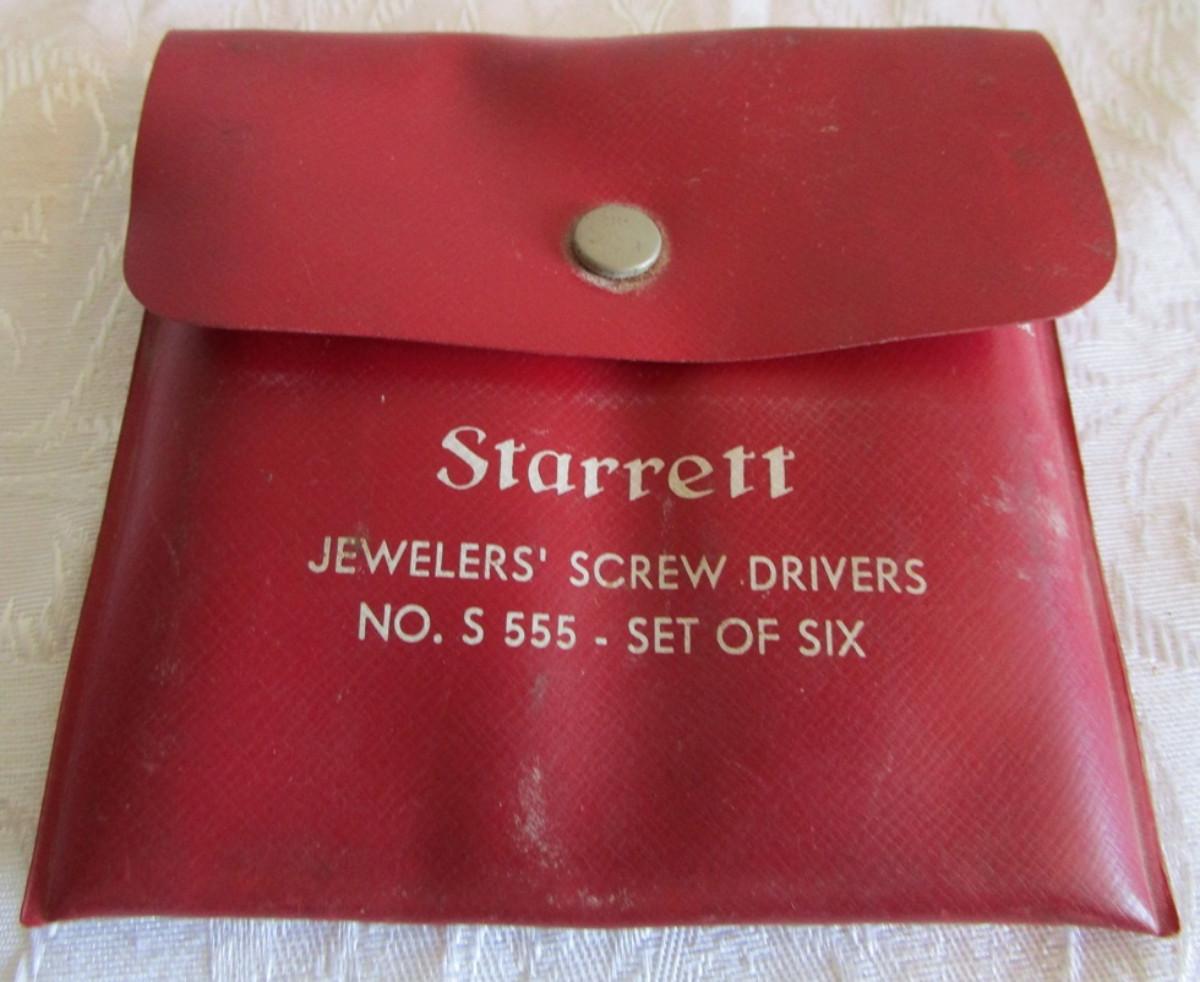 Starrett
JEWELERS' SCREW DRIVERS
NO. S 555 - SET OF SIX